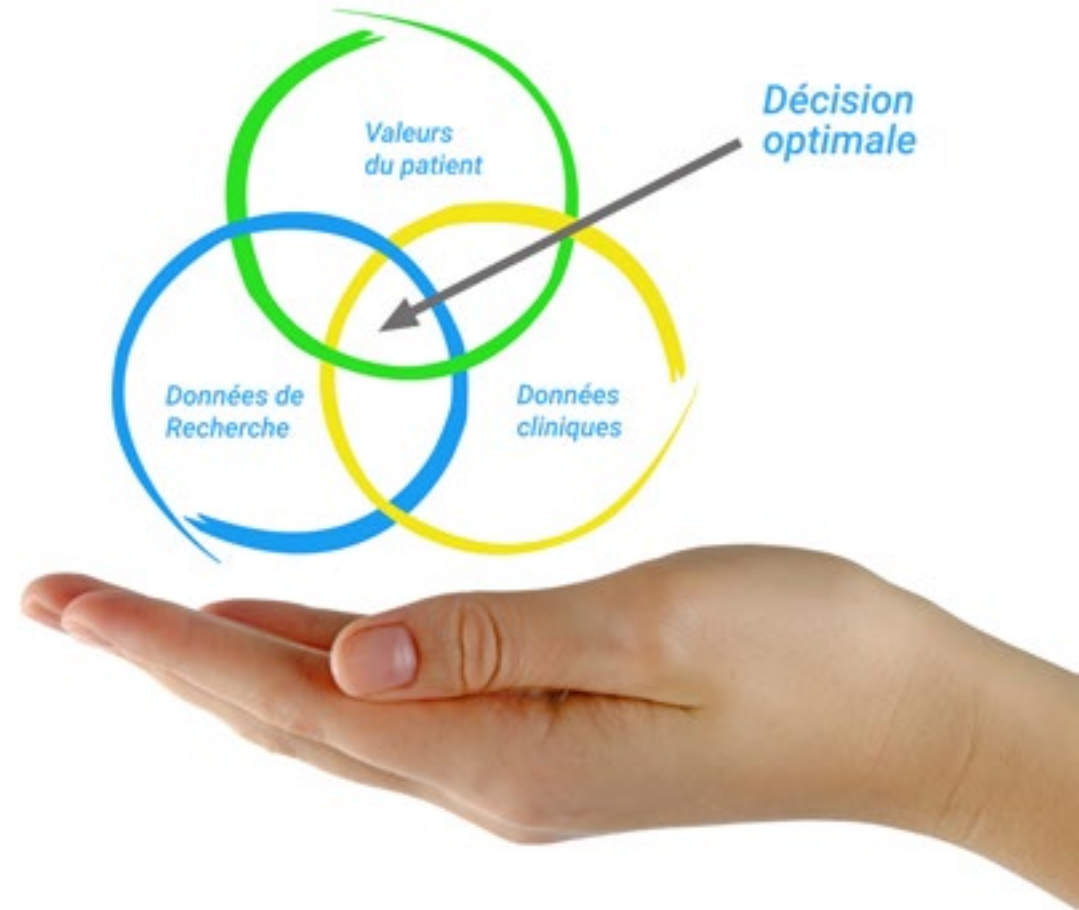 Valeurs
du patient
Décision
optimale
Données de
Recherche
Données
cliniques